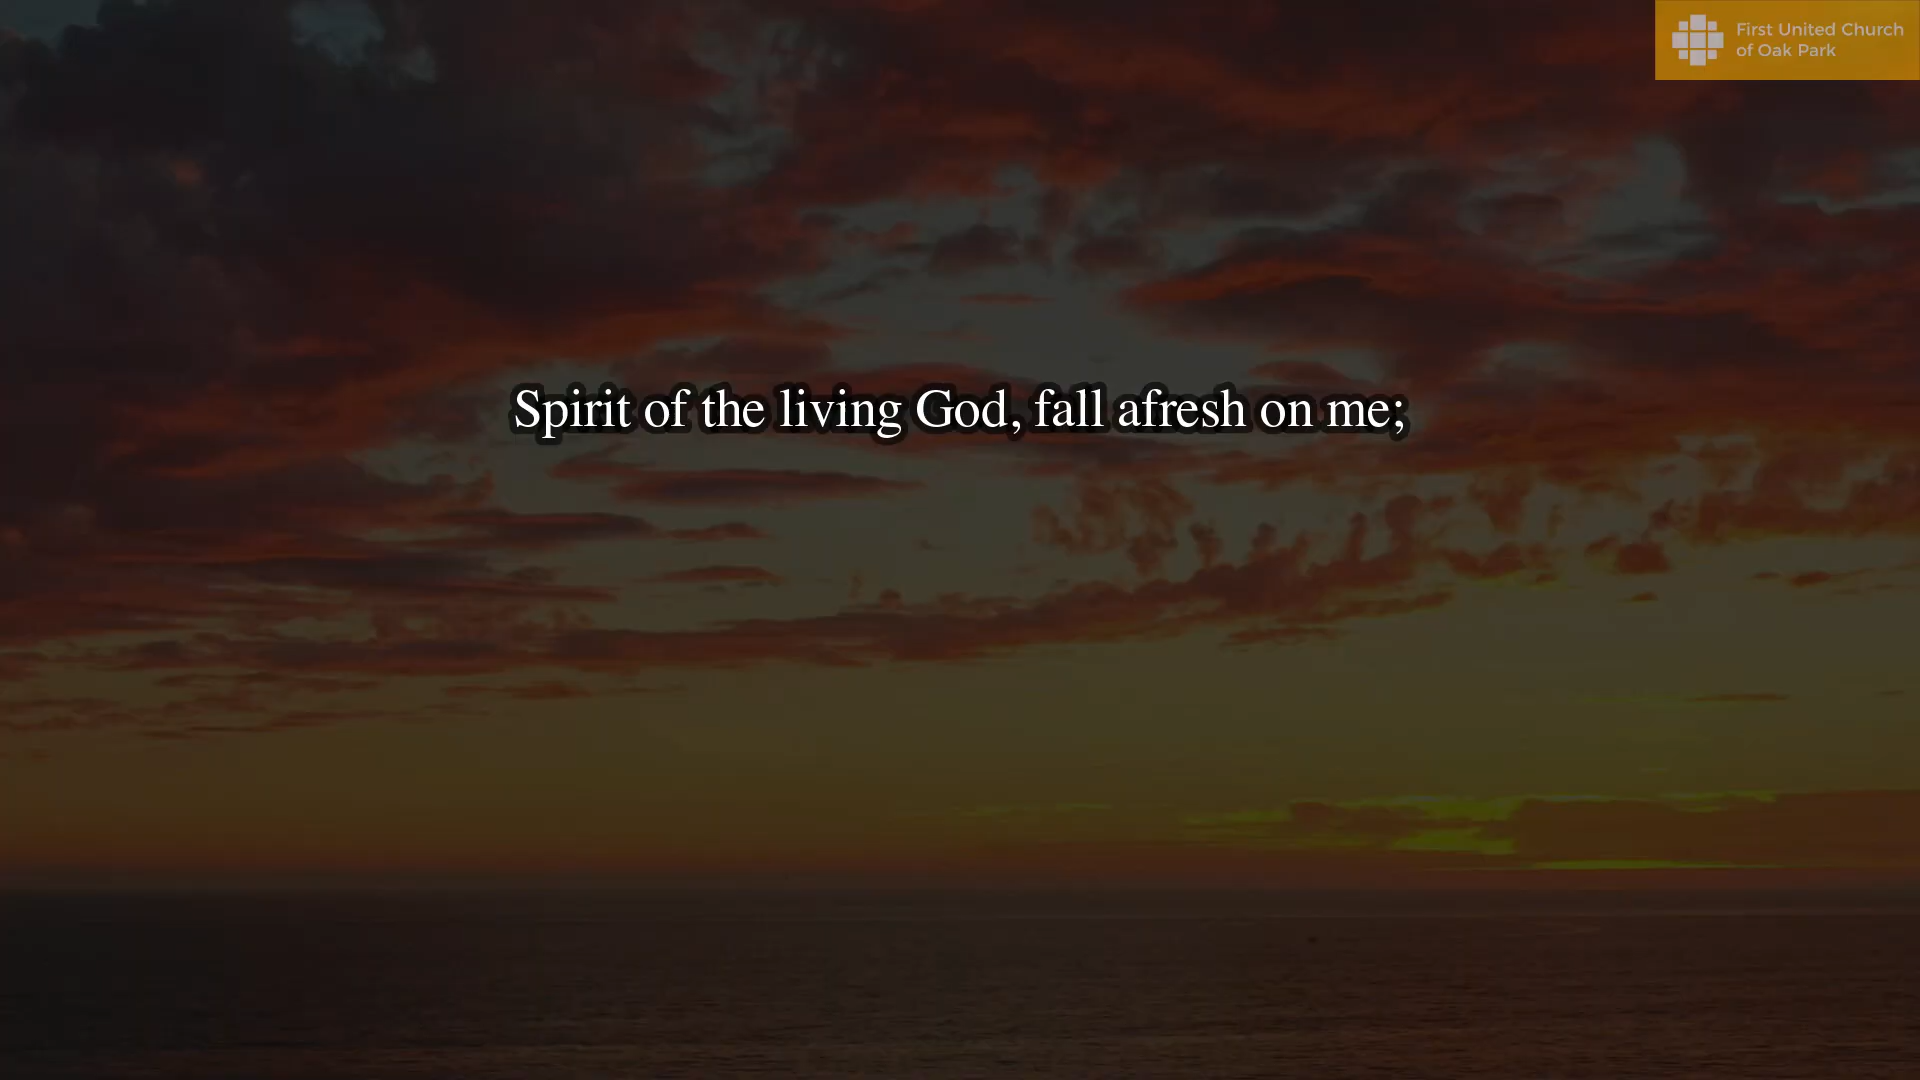 First United Church
of Oak Park
Spirit of the living God, fall afresh on me;